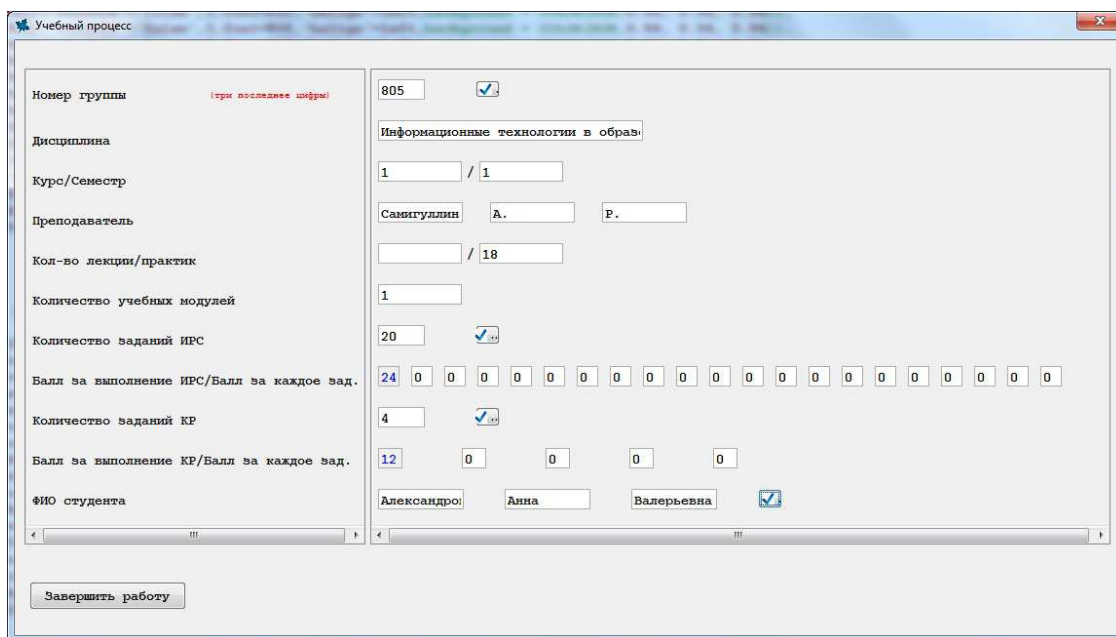 Учебный процесс
Номер группы (три последнее цифры) 805
Дисциплина Информационные технологии в образ
Курс/Семестр 1 / 1
Преподаватель Самигуллин А. Р.
Кол-во лекции/практик / 18
Количество учебных модулей 1
Количество заданий ИРС 20
Балл за выполнение ИРС/Балл за каждое зад. 24 0 0 0 0 0 0 0 0 0 0 0 0 0 0 0 0 0 0 0 0
Количество заданий КР 4
Балл за выполнение КР/Балл за каждое зад. 12 0 0 0 0
ФИО студента Александро Анна Валерьевна
Завершить работу